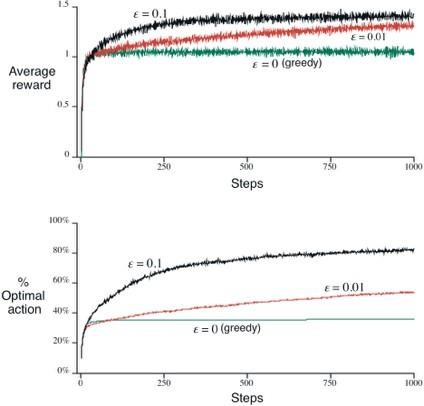 1.5
ε = 0.1
1
ε = 0.01
Average
reward
ε = 0 (greedy)
0.5
0
0
250
500
750
1000
Steps
100%
80%
ε = 0.1
60%
%
Optimal
action
ε = 0.01
40%
ε = 0 (greedy)
20%
0%
0
250
500
750
1000
Steps